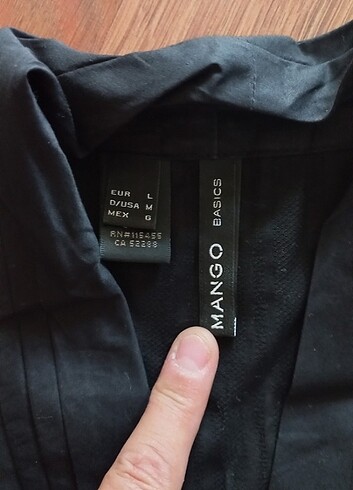 EUR L
D/USA M
MEX G
RN#115455
CA 52288
MANGO BASICS